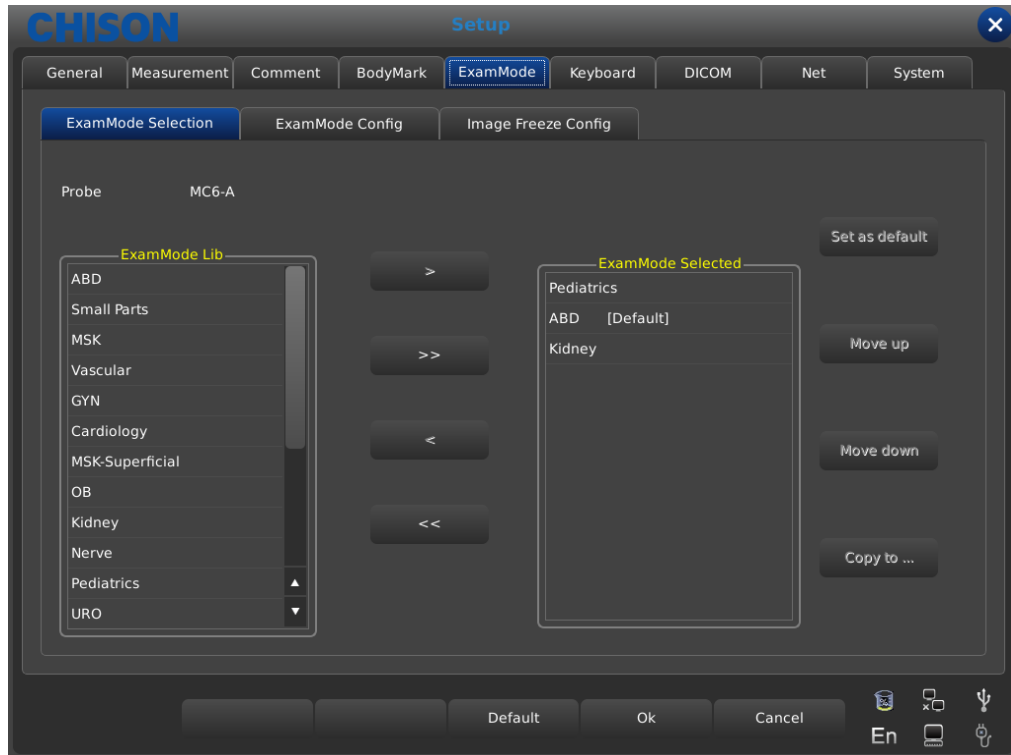 CHISON
Setup
General Measurement Comment BodyMark ExamMode Keyboard DICOM Net System
ExamMode Selection ExamMode Config Image Freeze Config
Probe MC6-A
Set as default
ExamMode Lib
>
ExamMode Selected
ABD
Pediatrics
Small Parts
ABD [Default]
MSK
>>
Kidney
Move up
Vascular
GYN
Cardiology
<
Move down
MSK-Superficial
OB
Kidney
<<
Nerve
Copy to ...
Pediatrics
URO
Default Ok Cancel
En